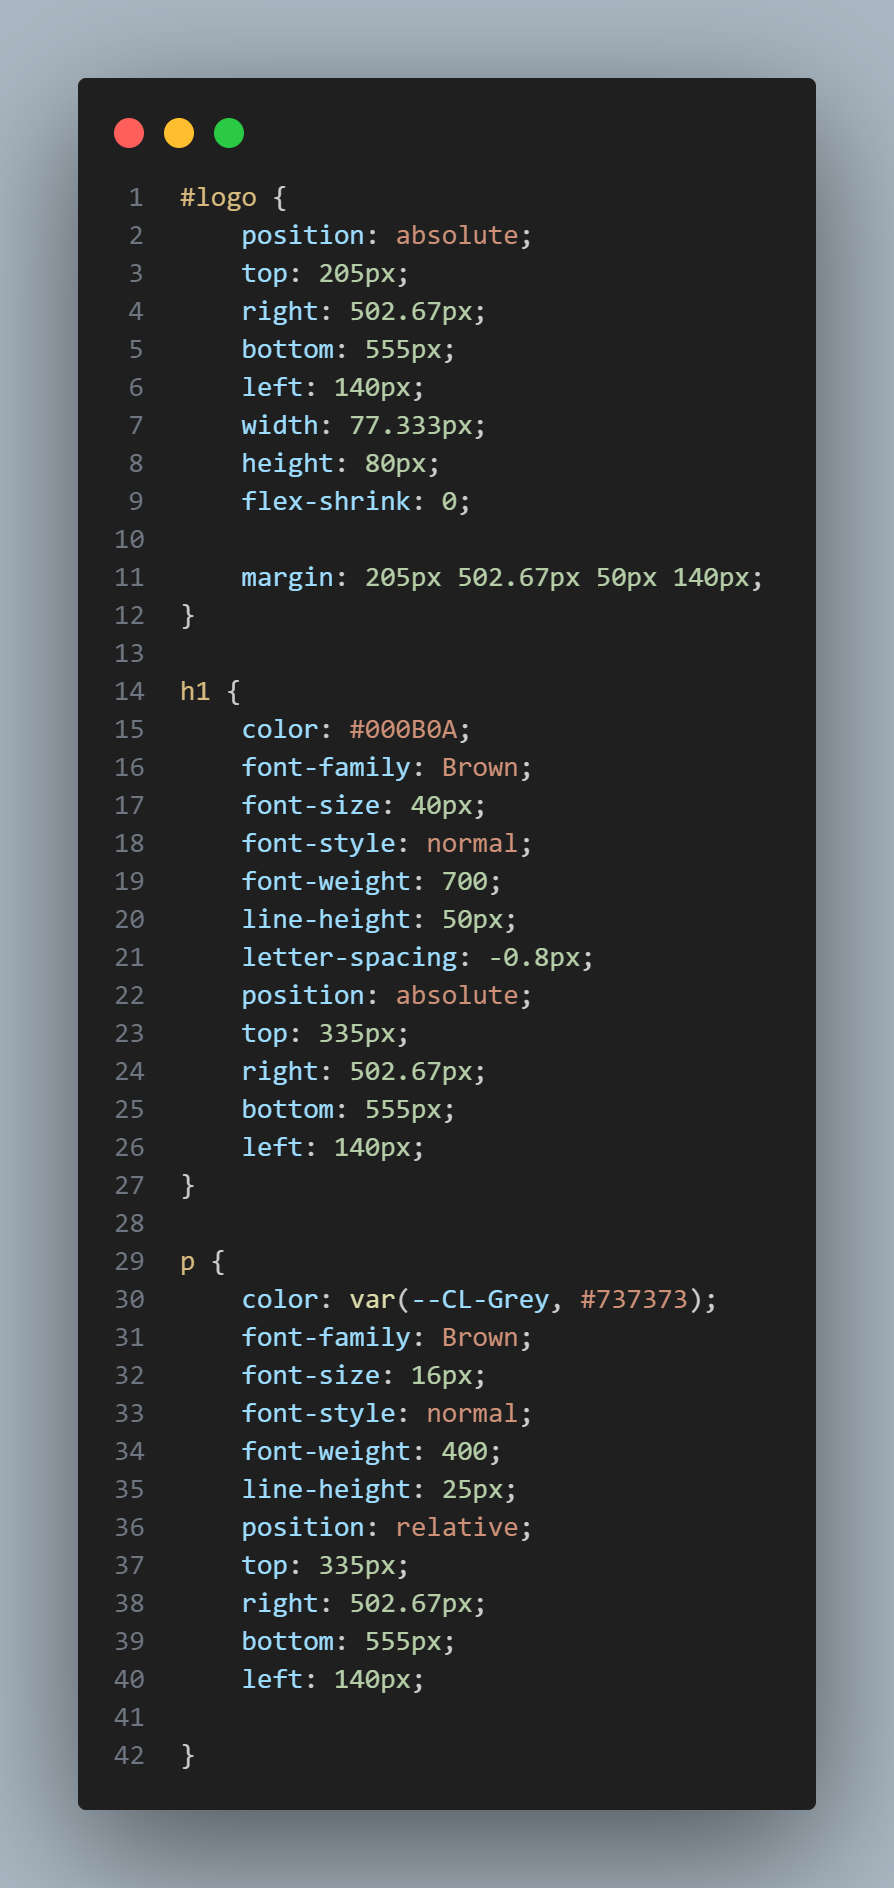 1 #logo {
2 position: absolute;
3 top: 205px;
4 right: 502.67px;
5 bottom: 555px;
6 left: 140px;
7 width: 77.333px;
8 height: 80px;
9 flex-shrink: 0;
10
11 margin: 205px 502.67px 50px 140px;
12 }
13
14 h1 {
15 color: #000B0A;
16 font-family: Brown;
17 font-size: 40px;
18 font-style: normal;
19 font-weight: 700;
20 line-height: 50px;
21 letter-spacing: -0.8px;
22 position: absolute;
23 top: 335px;
24 right: 502.67px;
25 bottom: 555px;
26 left: 140px;
27 }
28
29 p {
30 color: var(--CL-Grey, #737373);
31 font-family: Brown;
32 font-size: 16px;
33 font-style: normal;
34 font-weight: 400;
35 line-height: 25px;
36 position: relative;
37 top: 335px;
38 right: 502.67px;
39 bottom: 555px;
40 left: 140px;
41
42 }